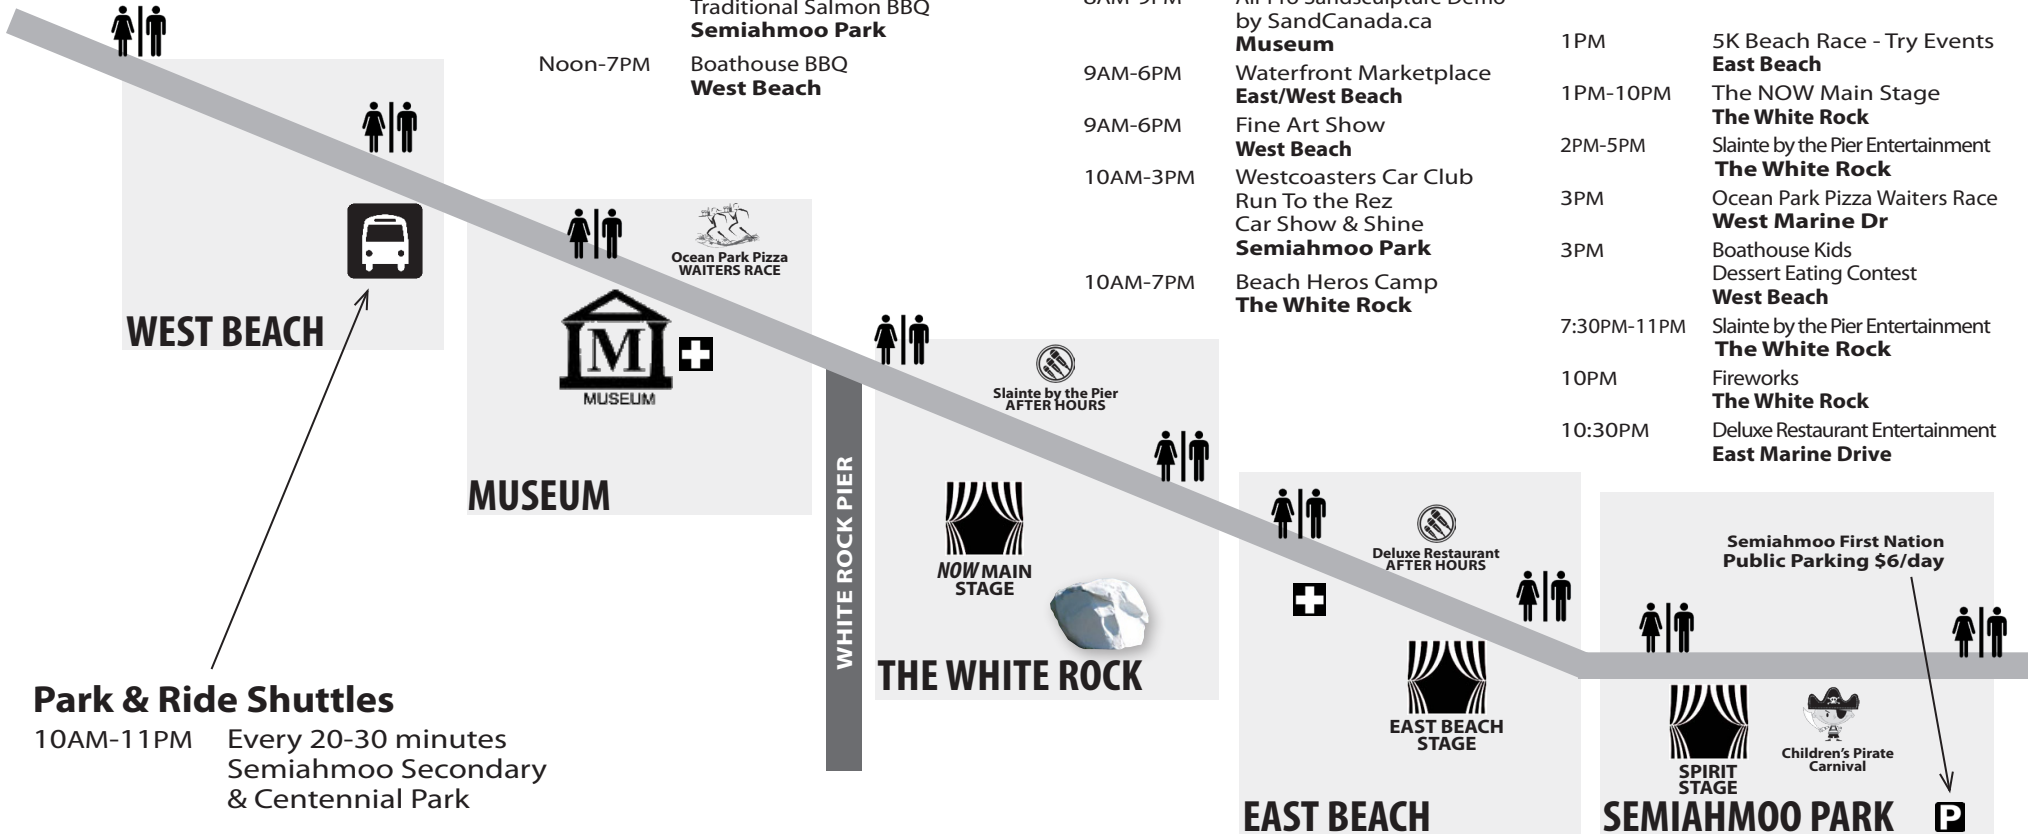 Traditional Salmon BBQ
Semiahmoo Park
Noon-7PM Boathouse BBQ
West Beach
8AM-9PM All Pro Sandsculpture Demo
by SandCanada.ca
Museum
9AM-6PM Waterfront Marketplace
East/West Beach
9AM-6PM Fine Art Show
West Beach
10AM-3PM Westcoasters Car Club
Run To the Rez
Car Show & Shine
Semiahmoo Park
10AM-7PM Beach Heros Camp
The White Rock
1PM 5K Beach Race - Try Events
East Beach
1PM-10PM The NOW Main Stage
The White Rock
2PM-5PM Slainte by the Pier Entertainment
The White Rock
3PM Ocean Park Pizza Waiters Race
West Marine Dr
3PM Boathouse Kids
Dessert Eating Contest
West Beach
7:30PM-11PM Slainte by the Pier Entertainment
The White Rock
10PM Fireworks
The White Rock
10:30PM Deluxe Restaurant Entertainment
East Marine Drive
WEST BEACH
Ocean Park Pizza
WAITERS RACE
M
MUSEUM
MUSEUM
WHITE ROCK PIER
Slainte by the Pier
AFTER HOURS
NOW MAIN
STAGE
THE WHITE ROCK
Deluxe Restaurant
AFTER HOURS
EAST BEACH
STAGE
EAST BEACH
Semiahmoo First Nation
Public Parking $6/day
SPIRIT
STAGE
Children's Pirate
Carnival
SEMIAHMOO PARK
P
Park & Ride Shuttles
10AM-11PM Every 20-30 minutes
Semiahmoo Secondary
& Centennial Park